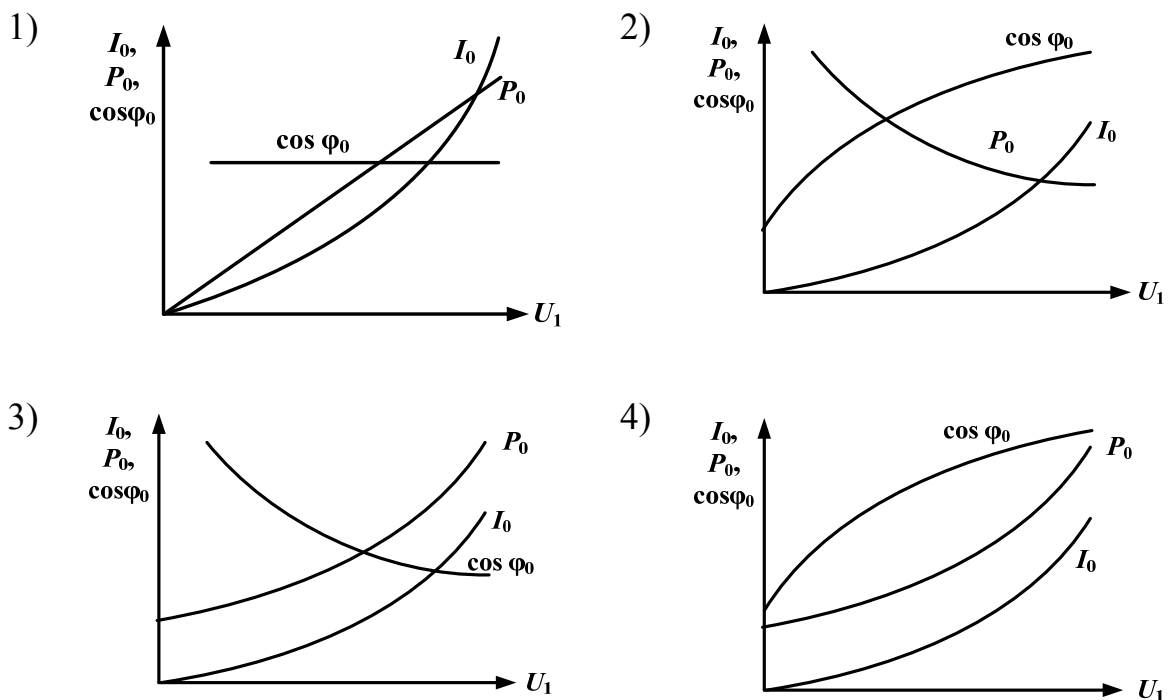 1)
I₀,
P₀,
cosφ₀
I₀
P₀
cos φ₀
U₁
2)
I₀,
P₀,
cosφ₀
cos φ₀
P₀
I₀
U₁
3)
I₀,
P₀,
cosφ₀
P₀
I₀
cos φ₀
U₁
4)
I₀,
P₀,
cosφ₀
cos φ₀
P₀
I₀
U₁